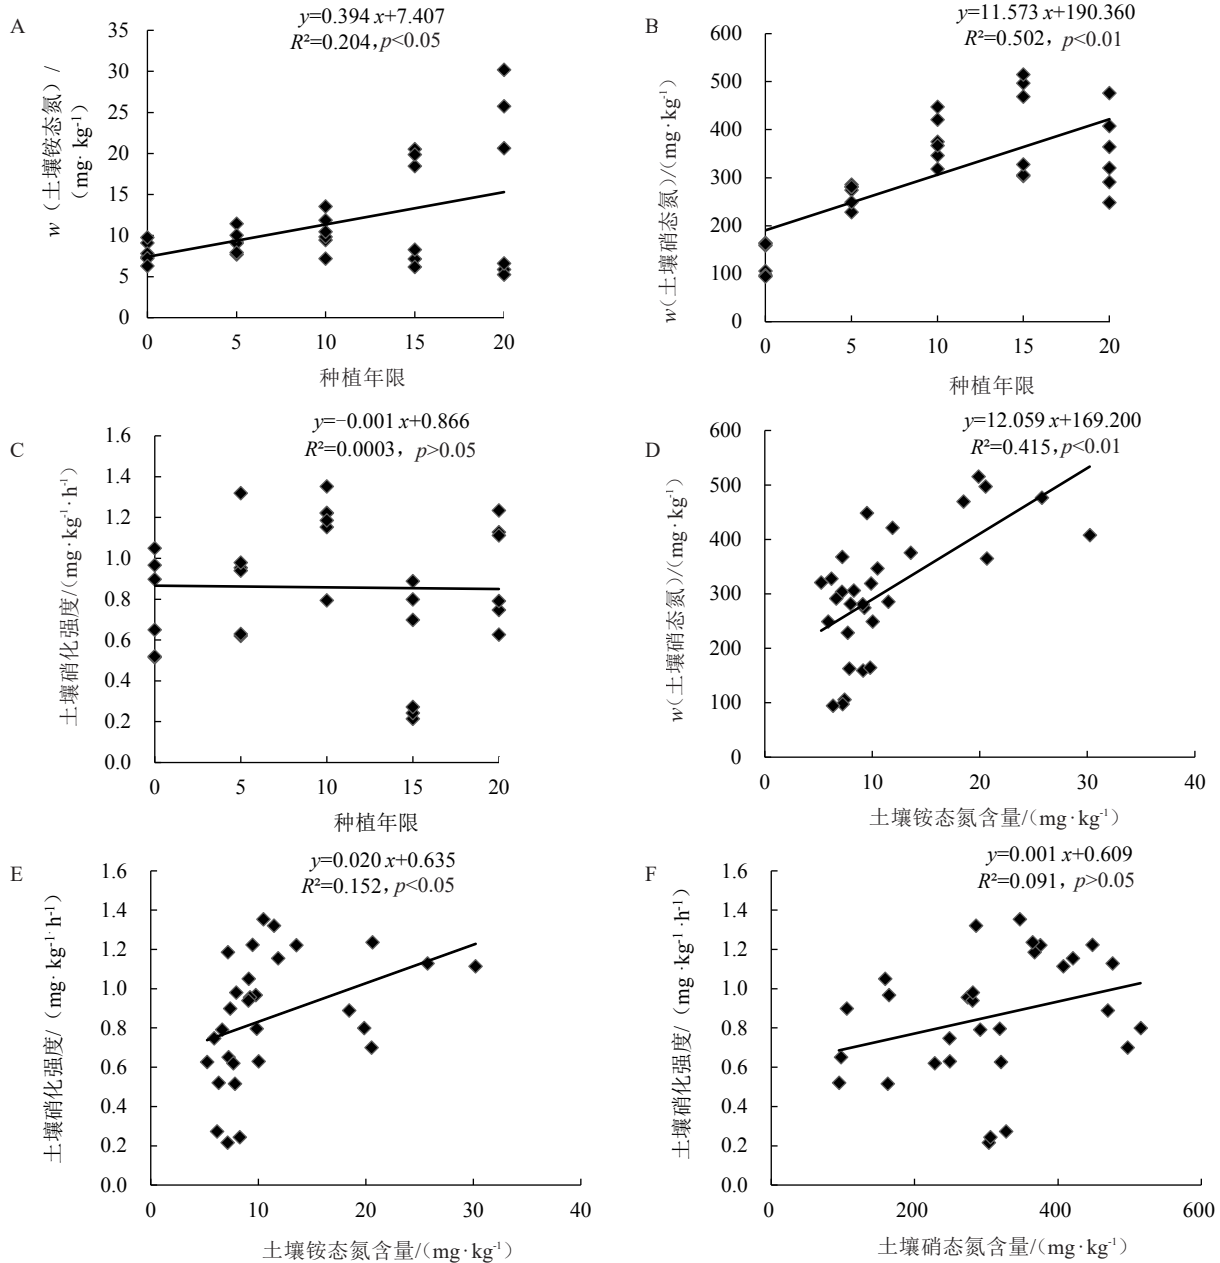 A
y=0.394 x+7.407
R²=0.204, p<0.05
w（土壤铵态氮）/
（mg· kg⁻¹）
35
30
25
20
15
10
5
0
0 5 10 15 20
种植年限
B
y=11.573 x+190.360
R²=0.502, p<0.01
w(土壤硝态氮)/(mg·kg⁻¹)
600
500
400
300
200
100
0
0 5 10 15 20
种植年限
C
y=−0.001 x+0.866
R²=0.0003, p>0.05
土壤硝化强度/(mg·kg⁻¹·h⁻¹)
1.6
1.4
1.2
1.0
0.8
0.6
0.4
0.2
0.0
0 5 10 15 20
种植年限
D
y=12.059 x+169.200
R²=0.415, p<0.01
w(土壤硝态氮)/(mg·kg⁻¹)
600
500
400
300
200
100
0
0 10 20 30 40
土壤铵态氮含量/(mg·kg⁻¹)
E
y=0.020 x+0.635
R²=0.152, p<0.05
土壤硝化强度/（mg· kg⁻¹·h⁻¹）
1.6
1.4
1.2
1.0
0.8
0.6
0.4
0.2
0.0
0 10 20 30 40
土壤铵态氮含量/(mg·kg⁻¹)
F
y=0.001 x+0.609
R²=0.091, p>0.05
土壤硝化强度/（mg ·kg⁻¹ ·h⁻¹）
1.6
1.4
1.2
1.0
0.8
0.6
0.4
0.2
0.0
0 200 400 600
土壤硝态氮含量/(mg·kg⁻¹)